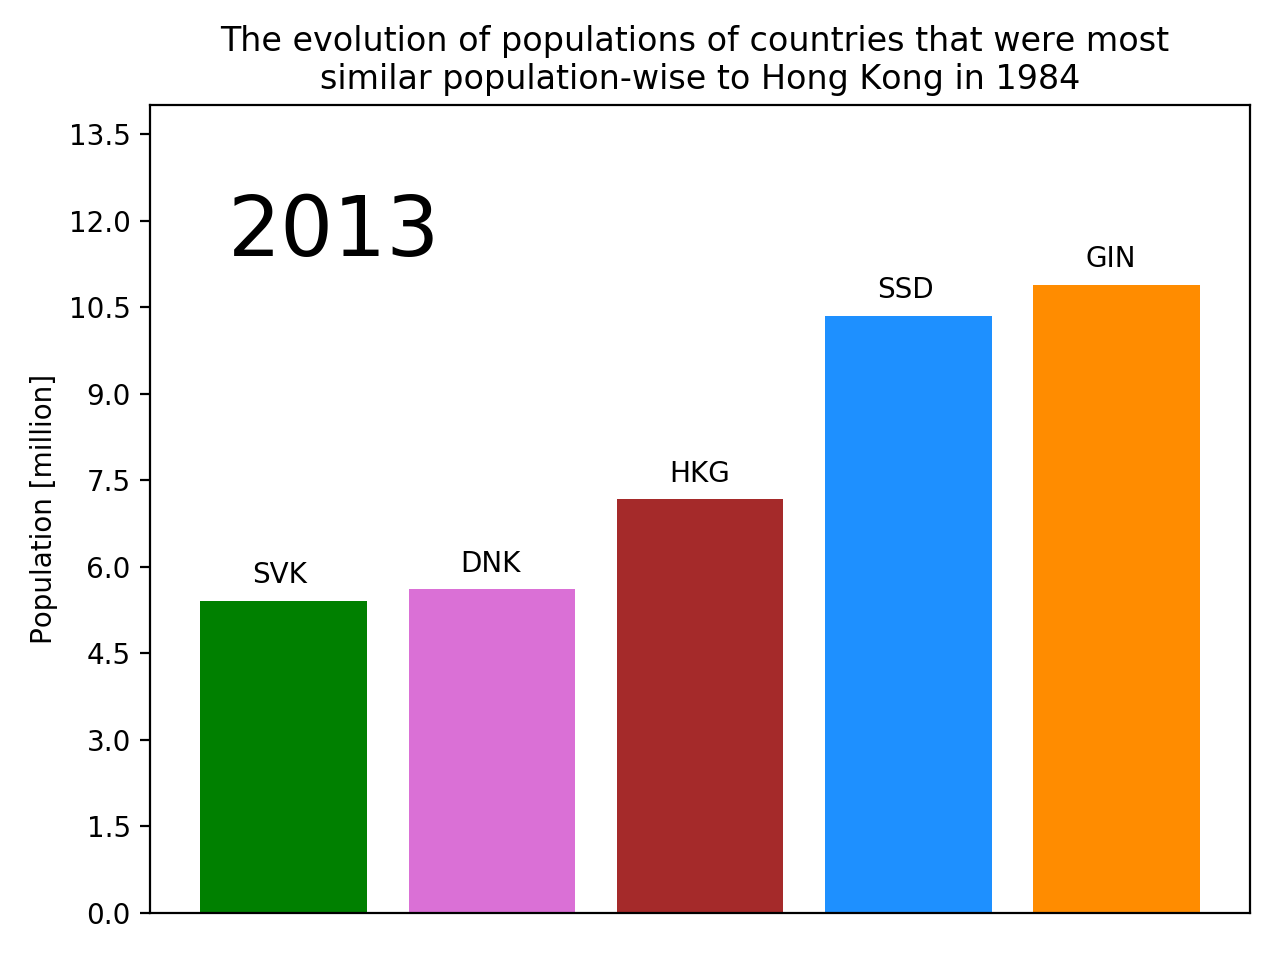 The evolution of populations of countries that were most
similar population-wise to Hong Kong in 1984
13.5
12.0
10.5
9.0
7.5
6.0
4.5
3.0
1.5
0.0
Population [million]
2013
SVK
DNK
HKG
SSD
GIN